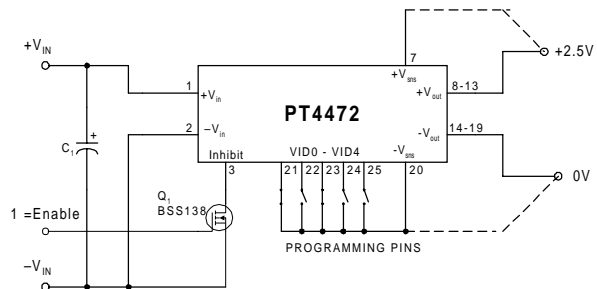 +VIN
7
+2.5V
+Vsns
1
+Vin
+Vout
8-13
PT4472
2
–Vin
-Vout
14-19
+
C1
Inhibit
VID0 - VID4
-Vsns
3
21
22
23
24
25
20
0V
Q1
BSS138
1 =Enable
PROGRAMMING PINS
–VIN